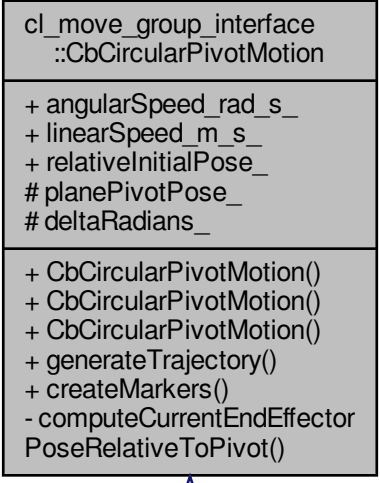 cl_move_group_interface
::CbCircularPivotMotion
+ angularSpeed_rad_s_
+ linearSpeed_m_s_
+ relativeInitialPose_
# planePivotPose_
# deltaRadians_
+ CbCircularPivotMotion()
+ CbCircularPivotMotion()
+ CbCircularPivotMotion()
+ generateTrajectory()
+ createMarkers()
- computeCurrentEndEffector
PoseRelativeToPivot()